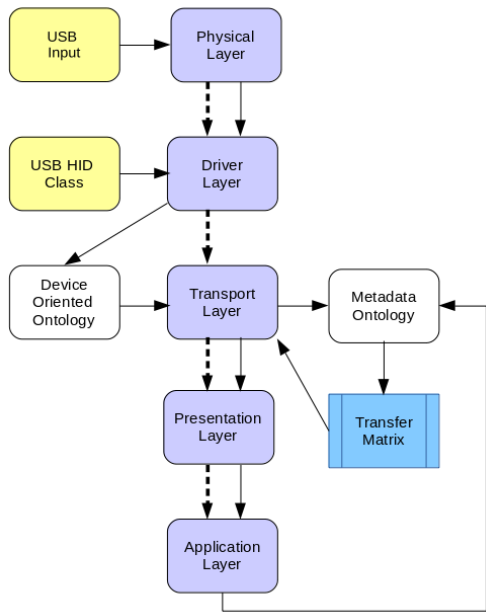 USB
Input
Physical
Layer
USB HID
Class
Driver
Layer
Device
Oriented
Ontology
Transport
Layer
Metadata
Ontology
Presentation
Layer
Transfer
Matrix
Application
Layer